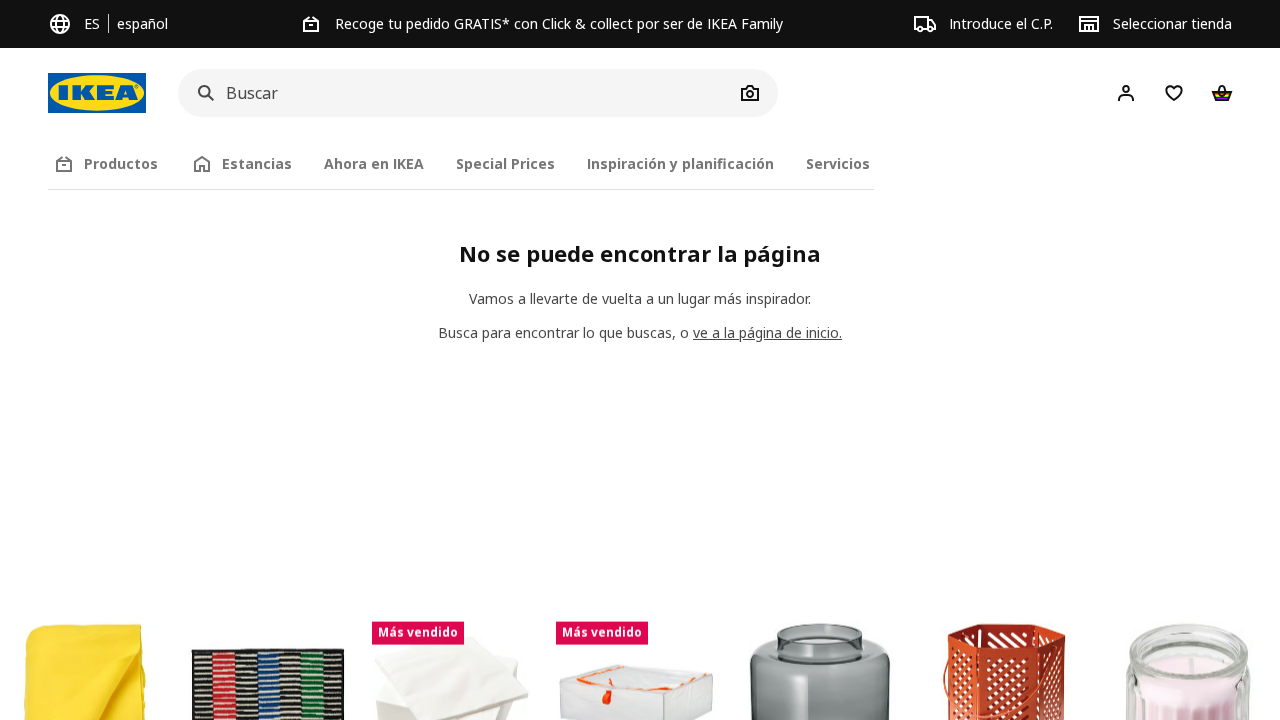 ES español
Recoge tu pedido GRATIS* con Click & collect por ser de IKEA Family
Introduce el C.P.
Seleccionar tienda
IKEA
Buscar
Productos
Estancias
Ahora en IKEA
Special Prices
Inspiración y planificación
Servicios
No se puede encontrar la página
Vamos a llevarte de vuelta a un lugar más inspirador.
Busca para encontrar lo que buscas, o ve a la página de inicio.
Más vendido
Más vendido